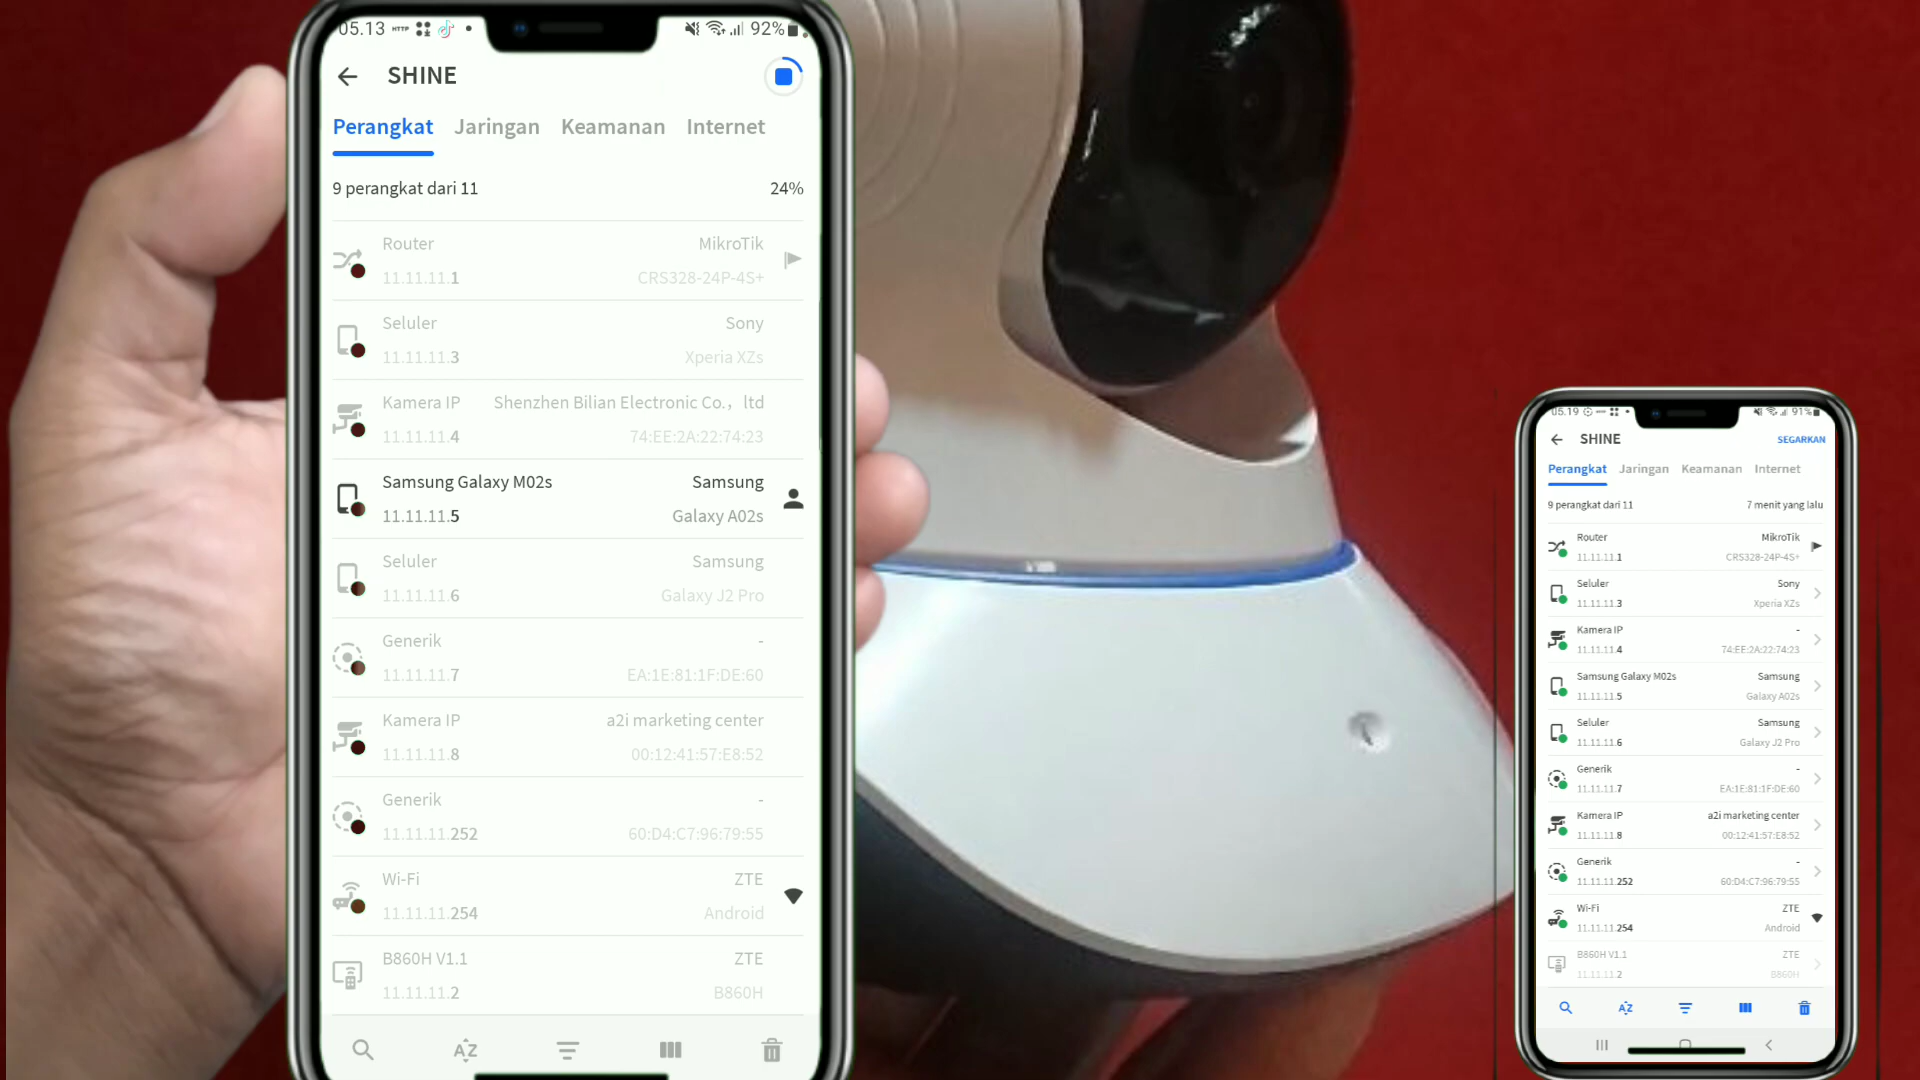 05.13 HTTP 92%
SHINE
Perangkat Jaringan Keamanan Internet
9 perangkat dari 11 24%
Router MikroTik
11.11.11.1 CRS328-24P-4S+
Seluler Sony
11.11.11.3 Xperia XZs
Kamera IP Shenzhen Bilian Electronic Co.，ltd
11.11.11.4 74:EE:2A:22:74:23
Samsung Galaxy M02s Samsung
11.11.11.5 Galaxy A02s
Seluler Samsung
11.11.11.6 Galaxy J2 Pro
Generik -
11.11.11.7 EA:1E:81:1F:DE:60
Kamera IP a2i marketing center
11.11.11.8 00:12:41:57:E8:52
Generik -
11.11.11.252 60:D4:C7:96:79:55
Wi-Fi ZTE
11.11.11.254 Android
B860H V1.1 ZTE
11.11.11.2 B860H
AZ
05.19 91%
SHINE SEGARKAN
Perangkat Jaringan Keamanan Internet
9 perangkat dari 11 7 menit yang lalu
Router MikroTik
11.11.11.1 CRS328-24P-4S+
Seluler Sony
11.11.11.3 Xperia XZs
Kamera IP -
11.11.11.4 74:EE:2A:22:74:23
Samsung Galaxy M02s Samsung
11.11.11.5 Galaxy A02s
Seluler Samsung
11.11.11.6 Galaxy J2 Pro
Generik -
11.11.11.7 EA:1E:81:1F:DE:60
Kamera IP a2i marketing center
11.11.11.8 00:12:41:57:E8:52
Generik -
11.11.11.252 60:D4:C7:96:79:55
Wi-Fi ZTE
11.11.11.254 Android
B860H V1.1 ZTE
11.11.11.2 B860H
AZ